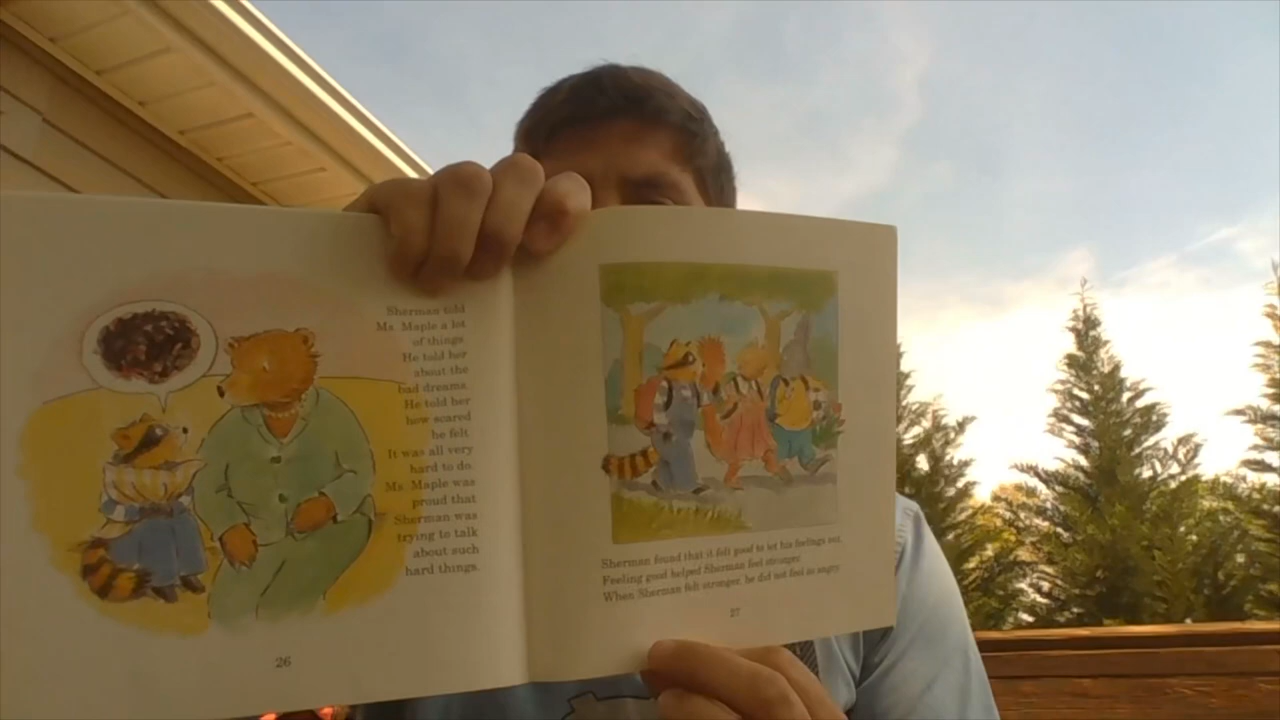 Sherman told
Ms. Maple a lot
of things.
He told her
about the
bad dreams.
He told her
how scared
he felt.
It was all very
hard to do.
Ms. Maple was
proud that
Sherman was
trying to talk
about such
hard things.
26
Sherman found that it felt good to let his feelings out.
Feeling good helped Sherman feel stronger.
When Sherman felt stronger, he did not feel so angry.
27